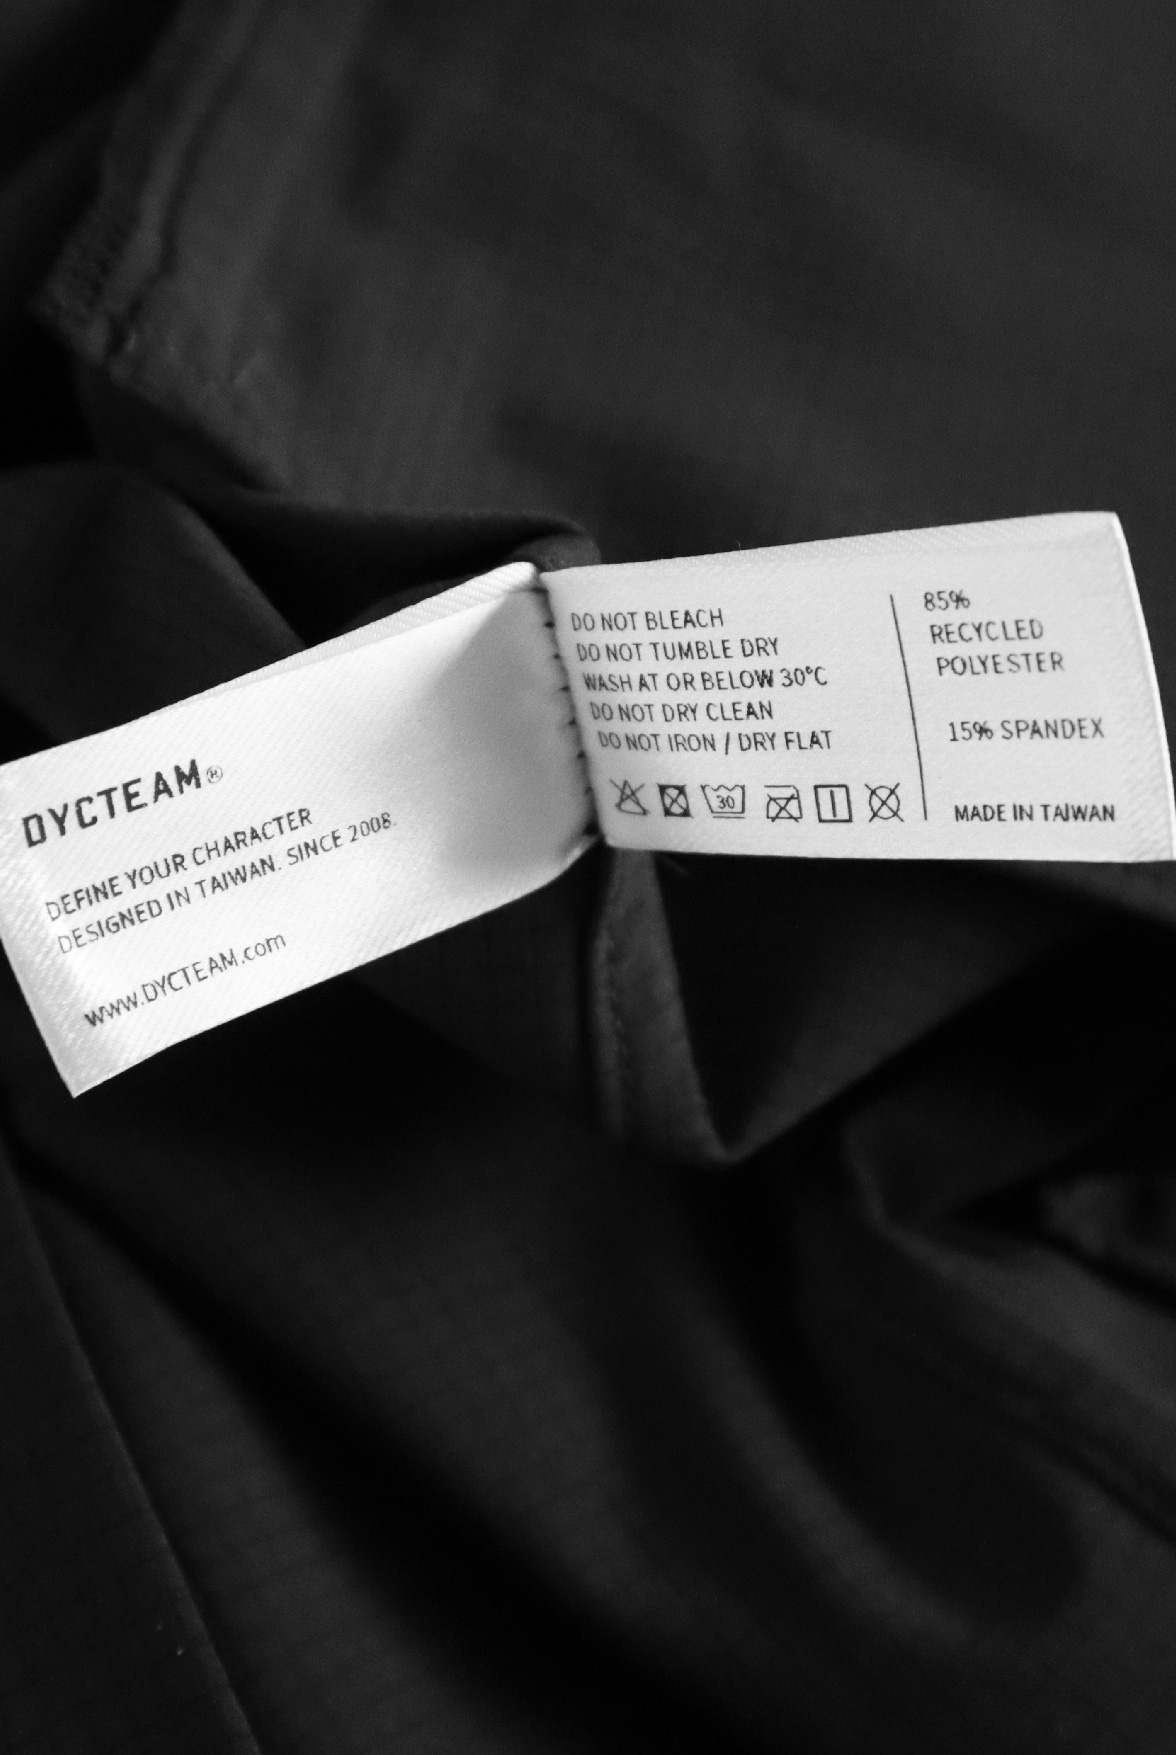 DYCTEAM®
DEFINE YOUR CHARACTER
DESIGNED IN TAIWAN. SINCE 2008.
www.DYCTEAM.com
DO NOT BLEACH
DO NOT TUMBLE DRY
WASH AT OR BELOW 30°C
DO NOT DRY CLEAN
DO NOT IRON / DRY FLAT
30
85%
RECYCLED
POLYESTER
15% SPANDEX
MADE IN TAIWAN